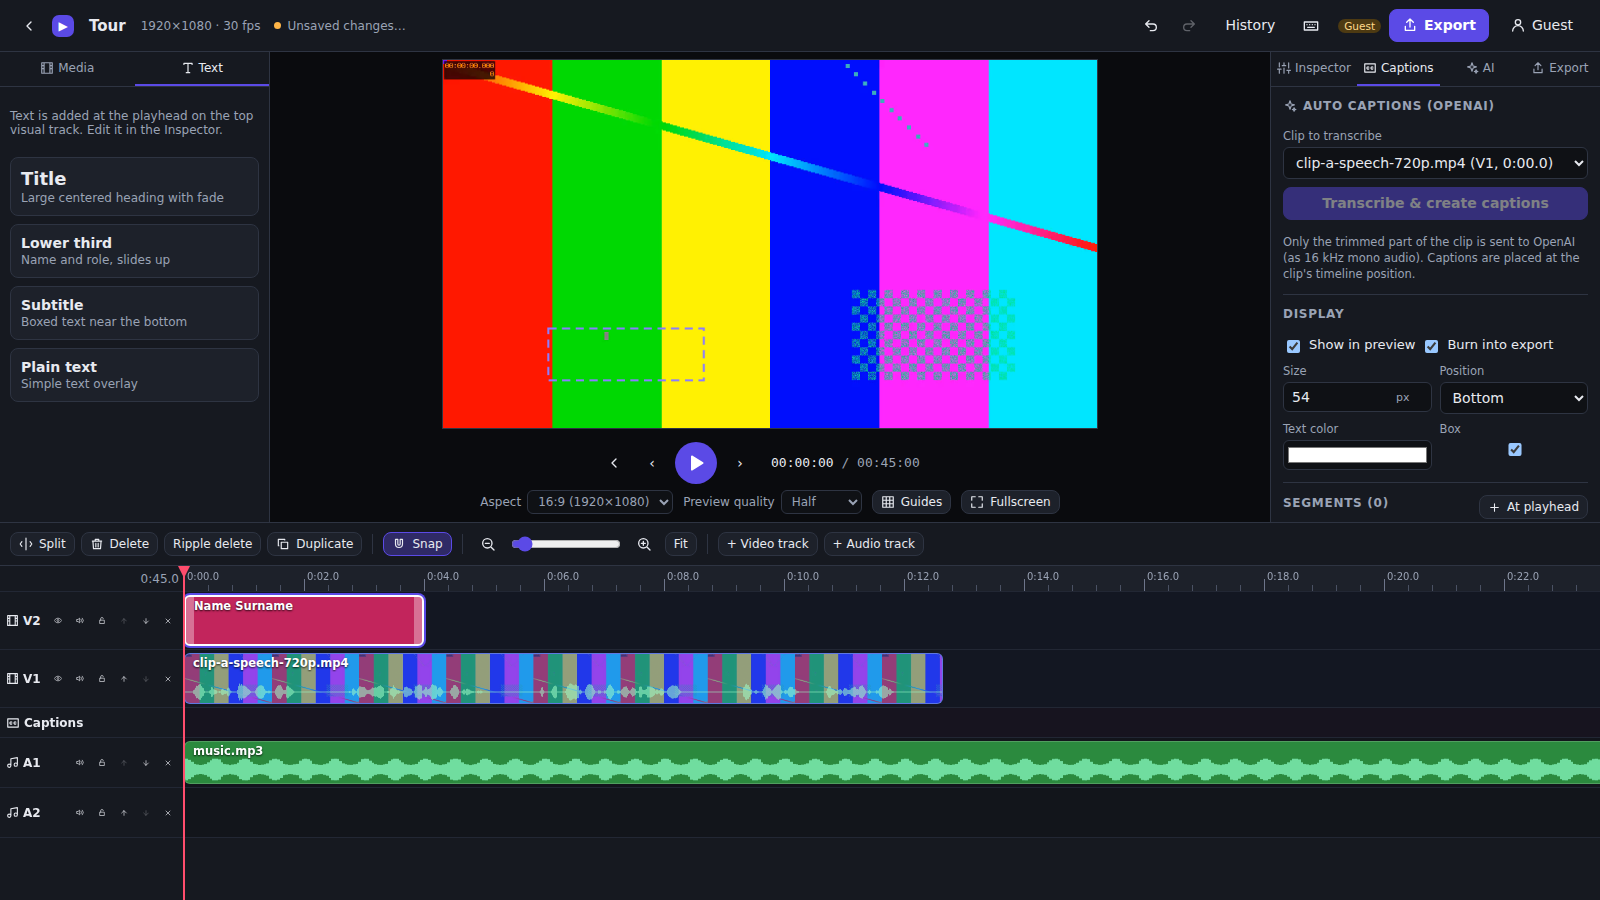 Tour
1920×1080 · 30 fps
Unsaved changes…
History
Guest
Export
Guest
Media
Text
Text is added at the playhead on the top
visual track. Edit it in the Inspector.
Title
Large centered heading with fade
Lower third
Name and role, slides up
Subtitle
Boxed text near the bottom
Plain text
Simple text overlay
00:00:00.000
0
00:00:00 / 00:45:00
Aspect
16:9 (1920×1080)
Preview quality
Half
Guides
Fullscreen
Inspector
Captions
AI
Export
AUTO CAPTIONS (OPENAI)
Clip to transcribe
clip-a-speech-720p.mp4 (V1, 0:00.0)
Transcribe & create captions
Only the trimmed part of the clip is sent to OpenAI
(as 16 kHz mono audio). Captions are placed at the
clip's timeline position.
DISPLAY
Show in preview
Burn into export
Size
Position
54
px
Bottom
Text color
Box
SEGMENTS (0)
At playhead
Split
Delete
Ripple delete
Duplicate
Snap
Fit
+ Video track
+ Audio track
0:45.0
0:00.0
0:02.0
0:04.0
0:06.0
0:08.0
0:10.0
0:12.0
0:14.0
0:16.0
0:18.0
0:20.0
0:22.0
V2
Name Surname
V1
clip-a-speech-720p.mp4
Captions
A1
music.mp3
A2